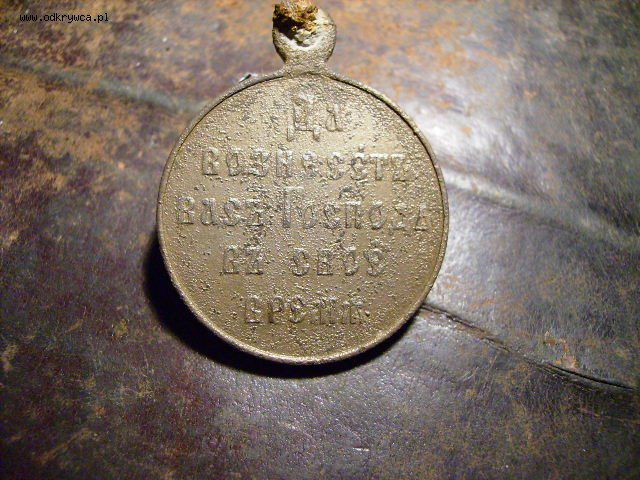 www.odkrywca.pl
Да
вознесетъ
васъ Господь
въ свое
время.